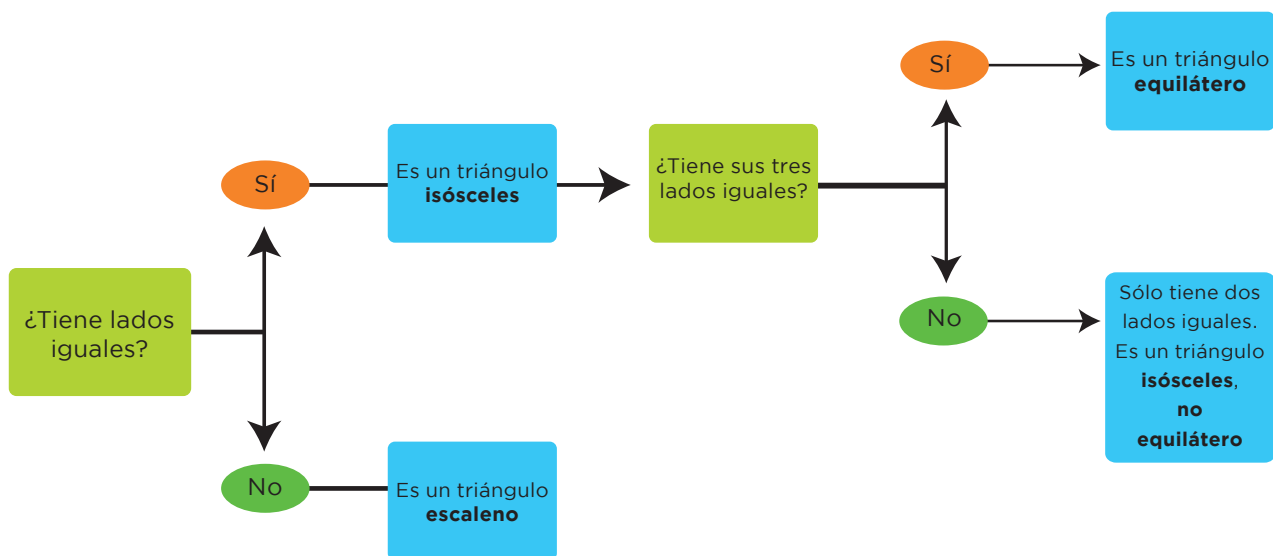 ¿Tiene lados
iguales?
Sí
Es un triángulo
isósceles
¿Tiene sus tres
lados iguales?
Sí
Es un triángulo
equilátero
No
Sólo tiene dos
lados iguales.
Es un triángulo
isósceles,
no
equilátero
No
Es un triángulo
escaleno